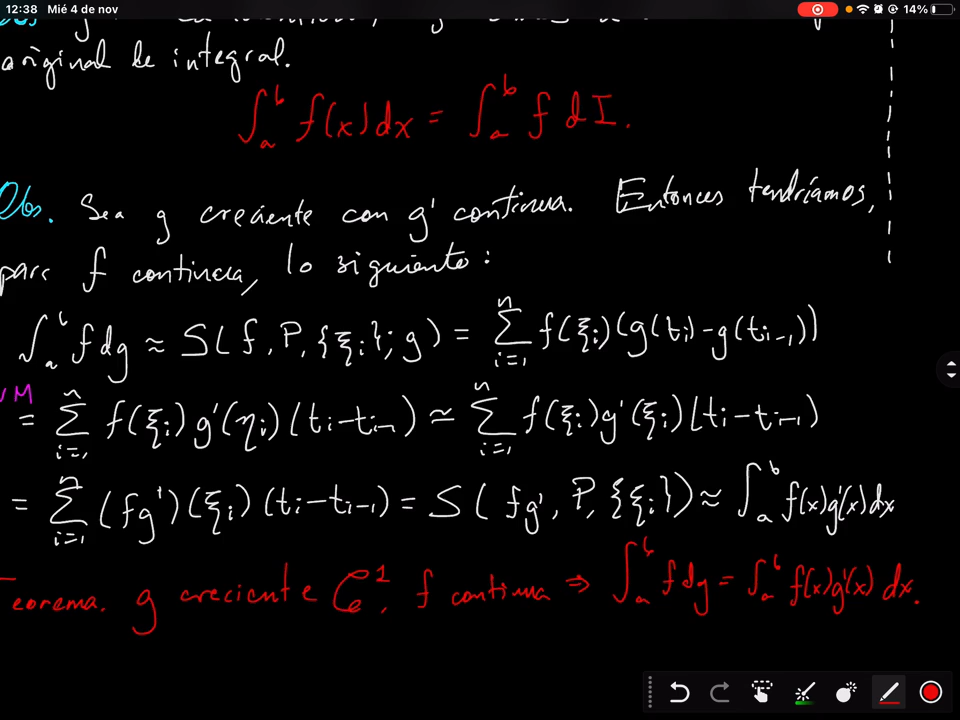 12:38 Mié 4 de nov 14%
original de integral.
∫_a^b f(x)dx = ∫_a^b f dI.
Obs. Sea g creciente con g' continua. Entonces tendríamos,
para f continua, lo siguiente:
∫_a^b f dg ≈ S(f, P, {ξ_i}; g) = Σ_{i=1}^n f(ξ_i)(g(t_i) - g(t_{i-1}))
VM
= Σ_{i=1}^n f(ξ_i) g'(η_i)(t_i - t_{i-1}) ≈ Σ_{i=1}^n f(ξ_i)g'(ξ_i)(t_i - t_{i-1})
= Σ_{i=1}^n (fg')(ξ_i)(t_i - t_{i-1}) = S(fg', P, {ξ_i}) ≈ ∫_a^b f(x)g'(x)dx
Teorema. g creciente C^1, f continua ⇒ ∫_a^b f dg = ∫_a^b f(x)g'(x) dx.